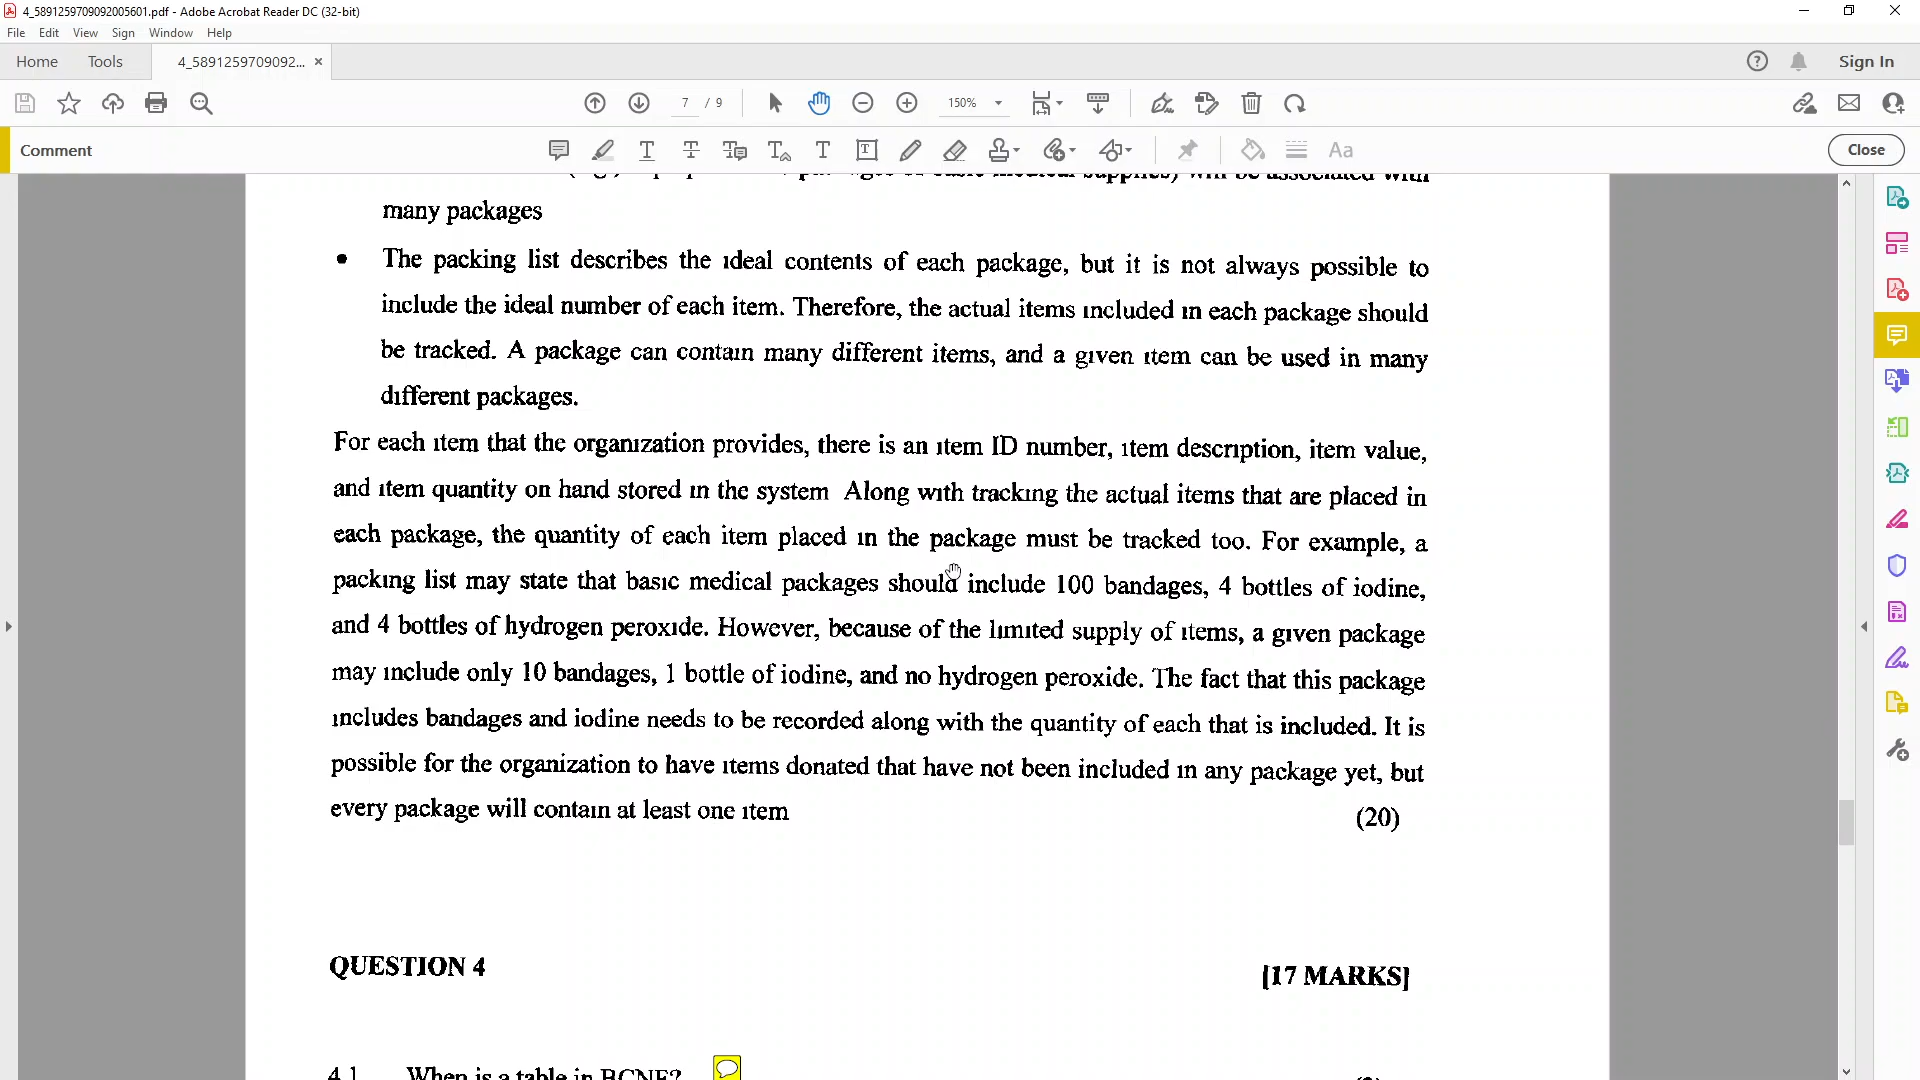 4_5891259709092005601.pdf - Adobe Acrobat Reader DC (32-bit)
File Edit View Sign Window Help
Home Tools 4_5891259709092... × Sign In
7 / 9 150%
Comment Close
basic medical supplies) will be associated with
many packages
• The packing list describes the ideal contents of each package, but it is not always possible to
include the ideal number of each item. Therefore, the actual items included in each package should
be tracked. A package can contain many different items, and a given item can be used in many
different packages.
For each item that the organization provides, there is an item ID number, item description, item value,
and item quantity on hand stored in the system Along with tracking the actual items that are placed in
each package, the quantity of each item placed in the package must be tracked too. For example, a
packing list may state that basic medical packages should include 100 bandages, 4 bottles of iodine,
and 4 bottles of hydrogen peroxide. However, because of the limited supply of items, a given package
may include only 10 bandages, 1 bottle of iodine, and no hydrogen peroxide. The fact that this package
includes bandages and iodine needs to be recorded along with the quantity of each that is included. It is
possible for the organization to have items donated that have not been included in any package yet, but
every package will contain at least one item (20)
QUESTION 4 [17 MARKS]
4.1 When is a table in BCNF?